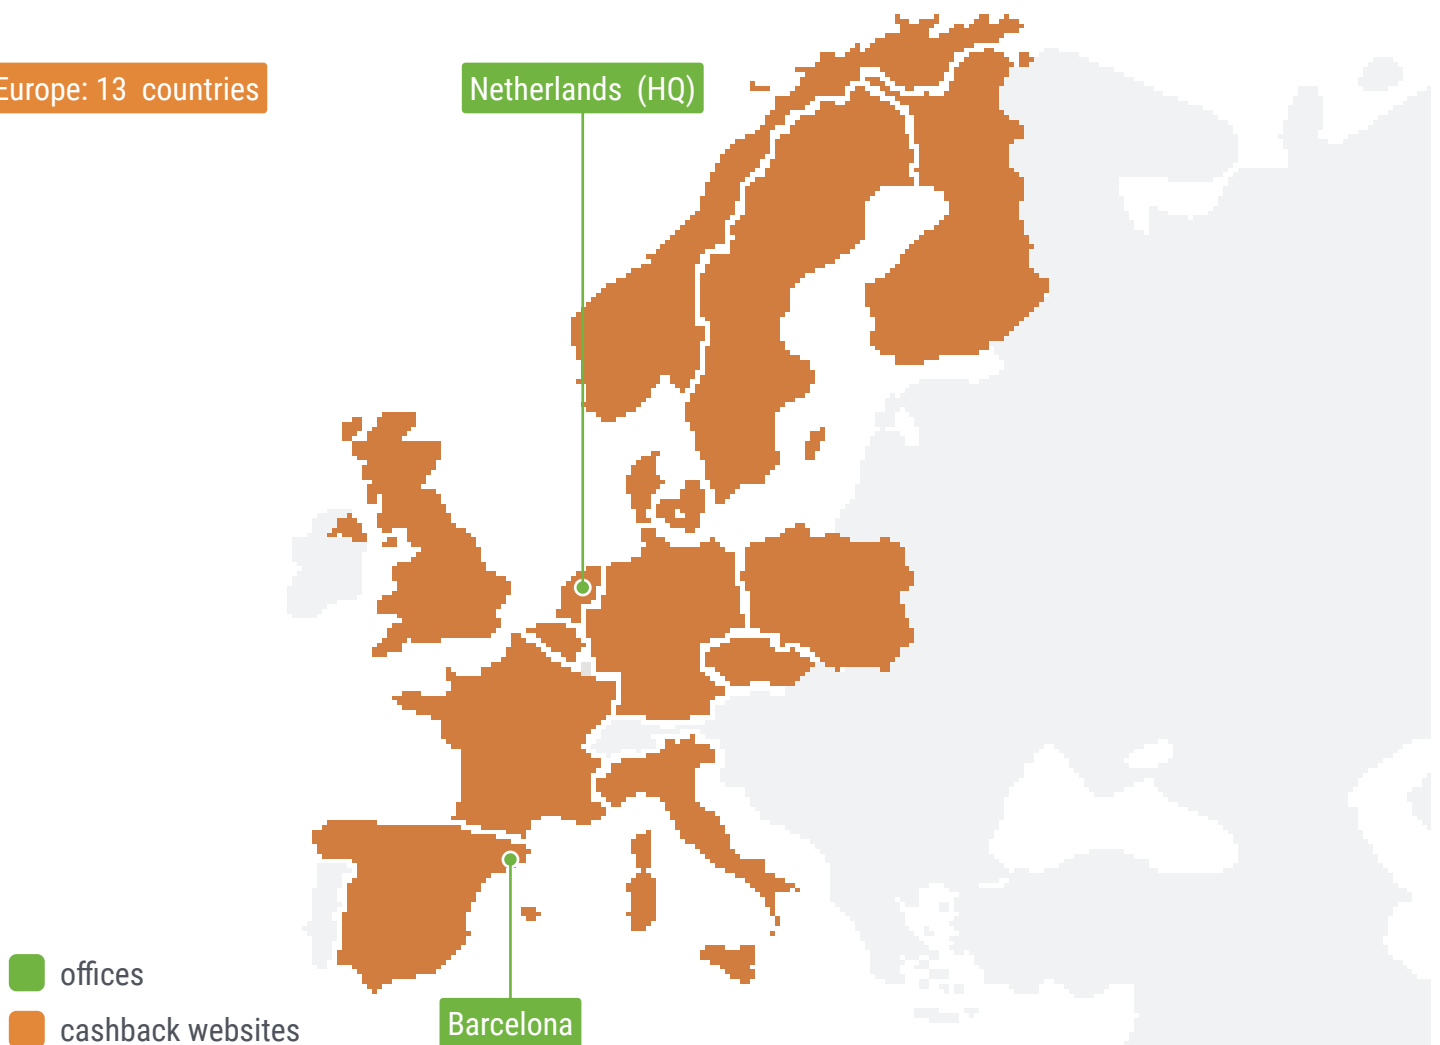 Europe: 13 countries
Netherlands (HQ)
offices
cashback websites
Barcelona